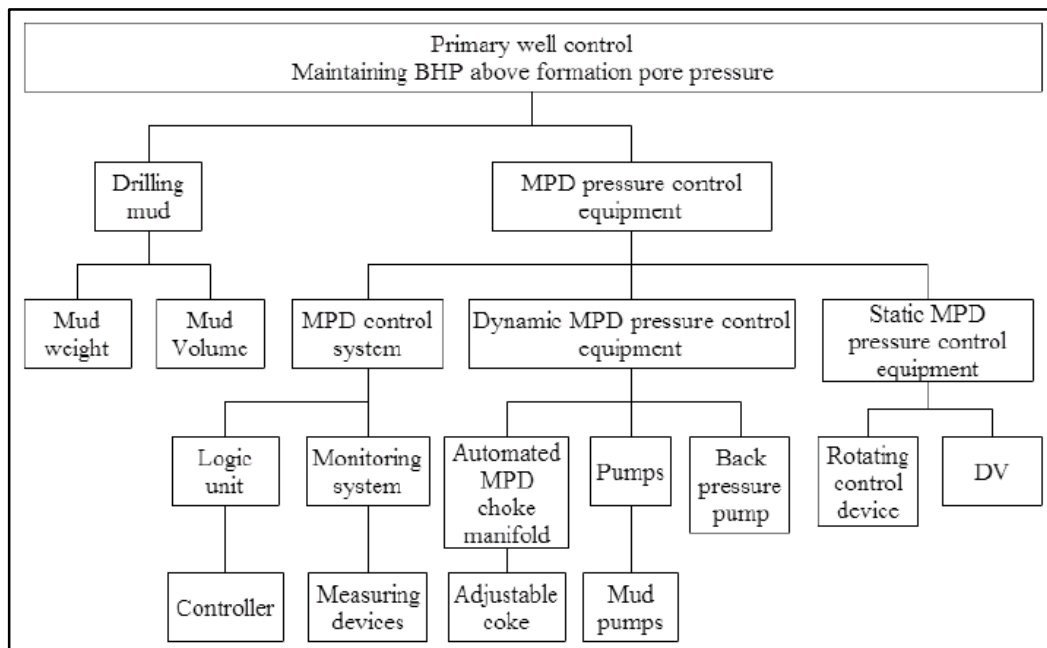 Primary well control
Maintaining BHP above formation pore pressure
Drilling
mud
MPD pressure control
equipment
Mud
weight
Mud
Volume
MPD control
system
Dynamic MPD pressure control
equipment
Static MPD
pressure control
equipment
Logic
unit
Monitoring
system
Automated
MPD
choke
manifold
Pumps
Back
pressure
pump
Rotating
control
device
DV
Controller
Measuring
devices
Adjustable
coke
Mud
pumps